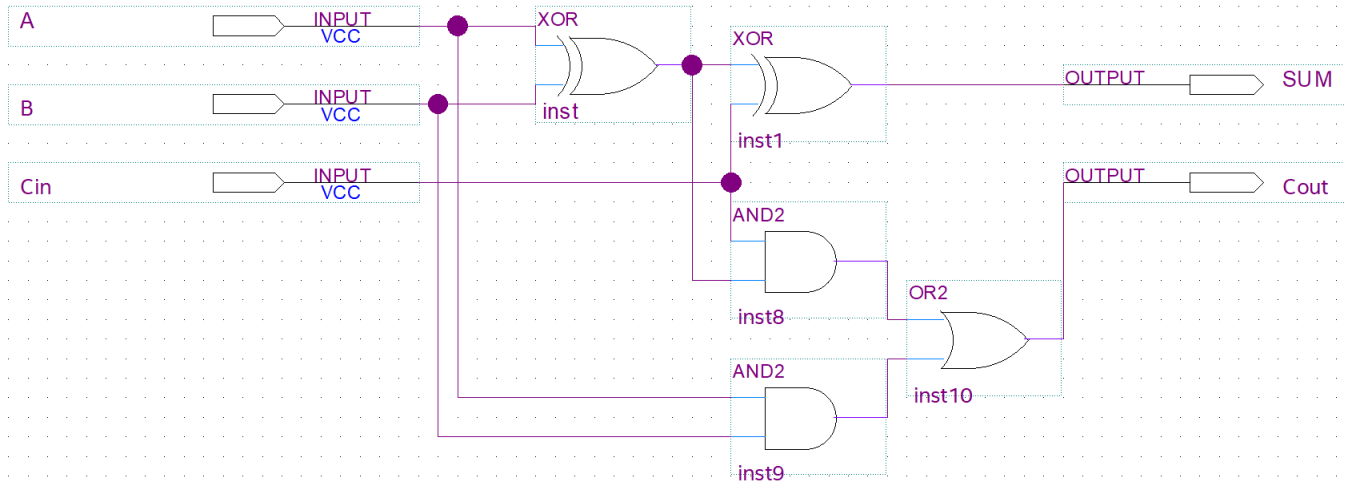 A INPUT VCC
XOR
inst
XOR
inst1
OUTPUT SUM
B INPUT VCC
Cin INPUT VCC
OUTPUT Cout
AND2
inst8
OR2
inst10
AND2
inst9